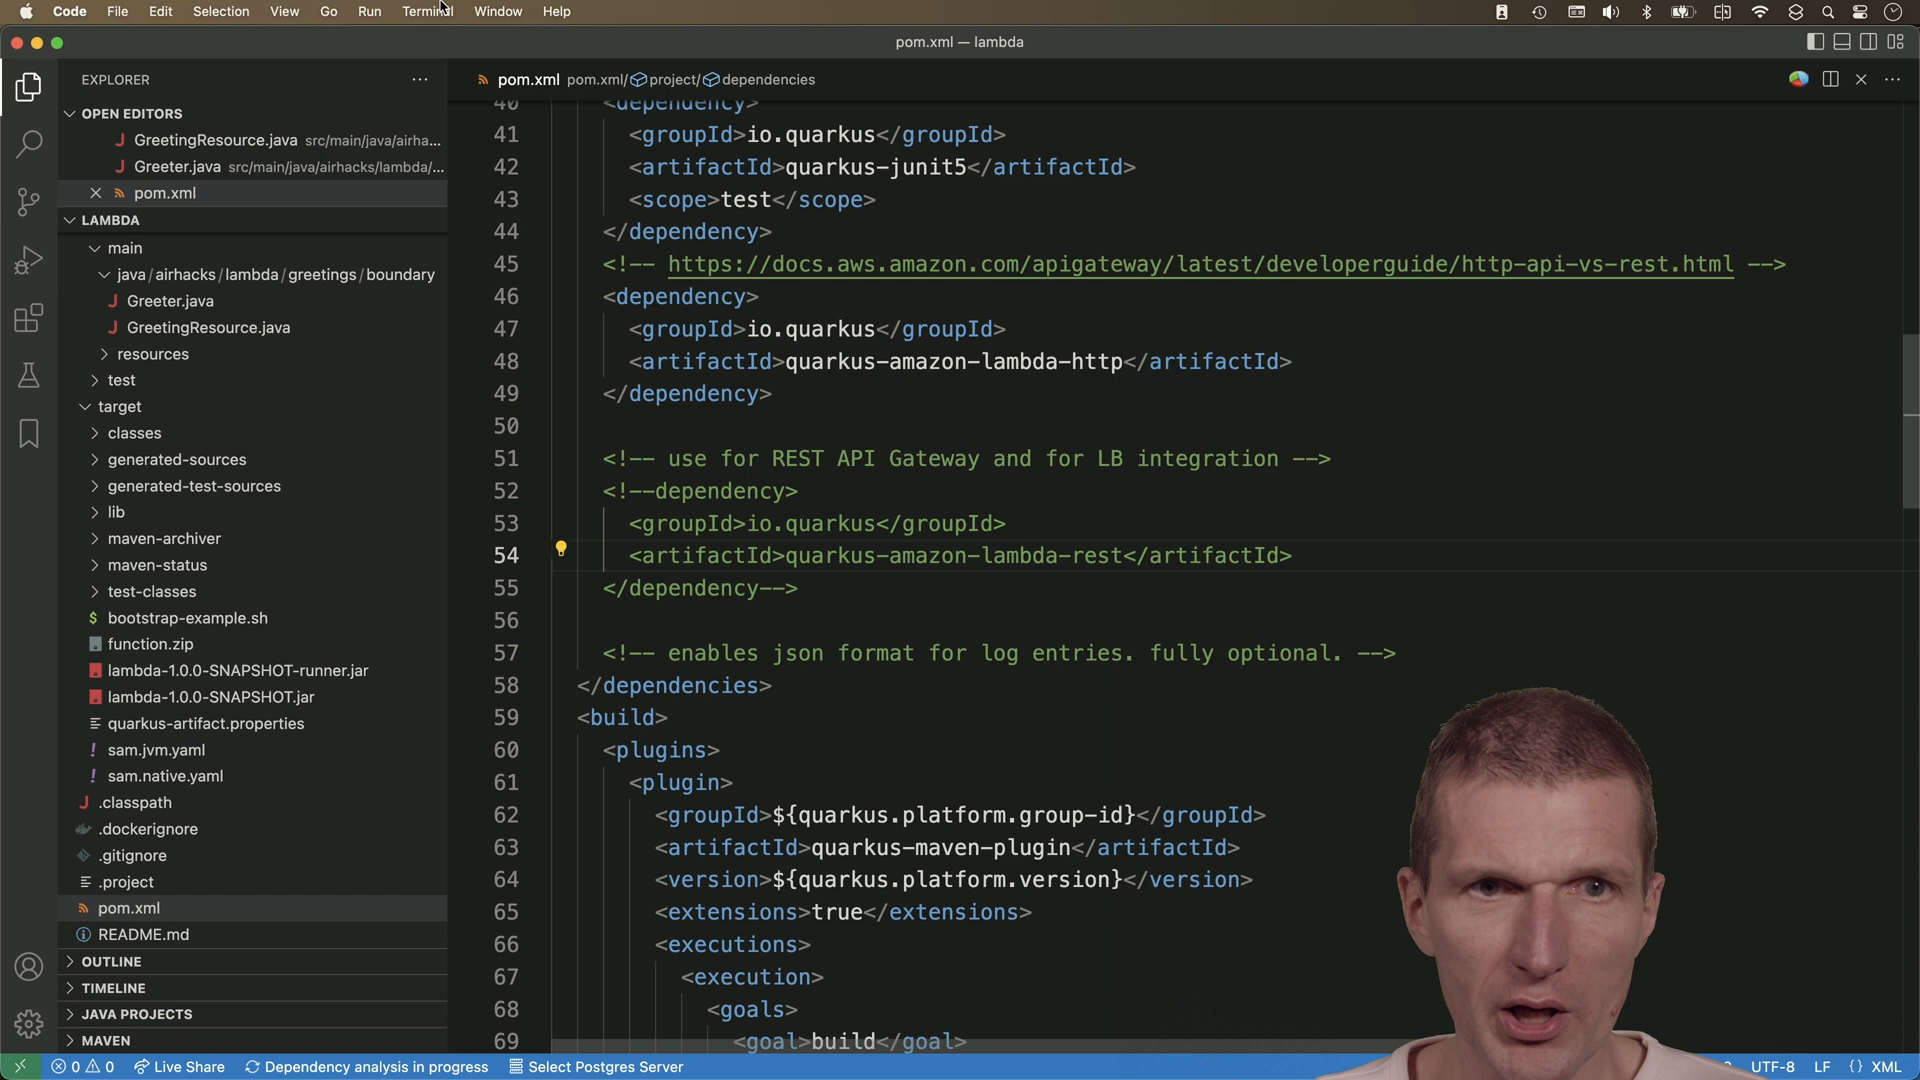 Code File Edit Selection View Go Run Terminal Window Help
pom.xml — lambda
EXPLORER
OPEN EDITORS
GreetingResource.java src/main/java/airha...
Greeter.java src/main/java/airhacks/lambda/...
pom.xml
LAMBDA
main
java/airhacks/lambda/greetings/boundary
Greeter.java
GreetingResource.java
resources
test
target
classes
generated-sources
generated-test-sources
lib
maven-archiver
maven-status
test-classes
$ bootstrap-example.sh
function.zip
lambda-1.0.0-SNAPSHOT-runner.jar
lambda-1.0.0-SNAPSHOT.jar
quarkus-artifact.properties
! sam.jvm.yaml
! sam.native.yaml
.classpath
.dockerignore
.gitignore
.project
pom.xml
README.md
OUTLINE
TIMELINE
JAVA PROJECTS
MAVEN
pom.xml pom.xml/project/dependencies
40 <dependency>
41 <groupId>io.quarkus</groupId>
42 <artifactId>quarkus-junit5</artifactId>
43 <scope>test</scope>
44 </dependency>
45 <!-- https://docs.aws.amazon.com/apigateway/latest/developerguide/http-api-vs-rest.html -->
46 <dependency>
47 <groupId>io.quarkus</groupId>
48 <artifactId>quarkus-amazon-lambda-http</artifactId>
49 </dependency>
50
51 <!-- use for REST API Gateway and for LB integration -->
52 <!--dependency>
53 <groupId>io.quarkus</groupId>
54 <artifactId>quarkus-amazon-lambda-rest</artifactId>
55 </dependency-->
56
57 <!-- enables json format for log entries. fully optional. -->
58 </dependencies>
59 <build>
60 <plugins>
61 <plugin>
62 <groupId>${quarkus.platform.group-id}</groupId>
63 <artifactId>quarkus-maven-plugin</artifactId>
64 <version>${quarkus.platform.version}</version>
65 <extensions>true</extensions>
66 <executions>
67 <execution>
68 <goals>
69 <goal>build</goal>
0 0 Live Share Dependency analysis in progress Select Postgres Server UTF-8 LF {} XML